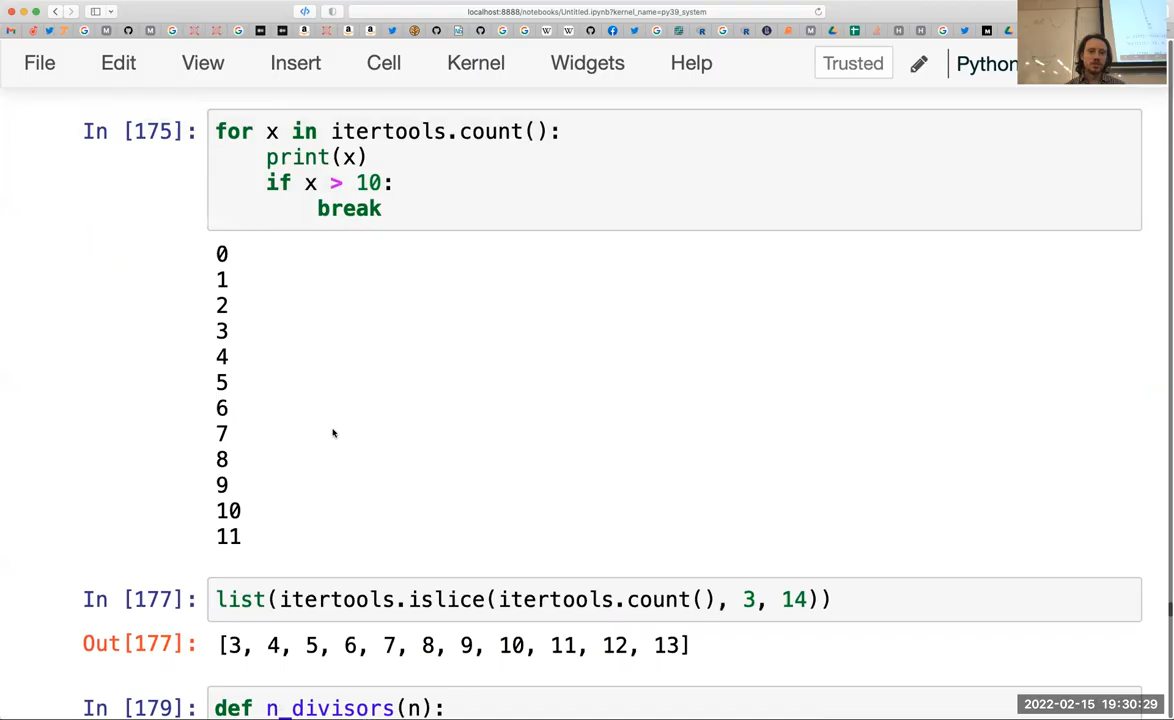 localhost:8888/notebooks/Untitled.ipynb?kernel_name=py39_system
File Edit View Insert Cell Kernel Widgets Help Trusted Python
In [175]: for x in itertools.count():
    print(x)
    if x > 10:
        break
0
1
2
3
4
5
6
7
8
9
10
11
In [177]: list(itertools.islice(itertools.count(), 3, 14))
Out[177]: [3, 4, 5, 6, 7, 8, 9, 10, 11, 12, 13]
In [179]: def n_divisors(n):
2022-02-15 19:30:29